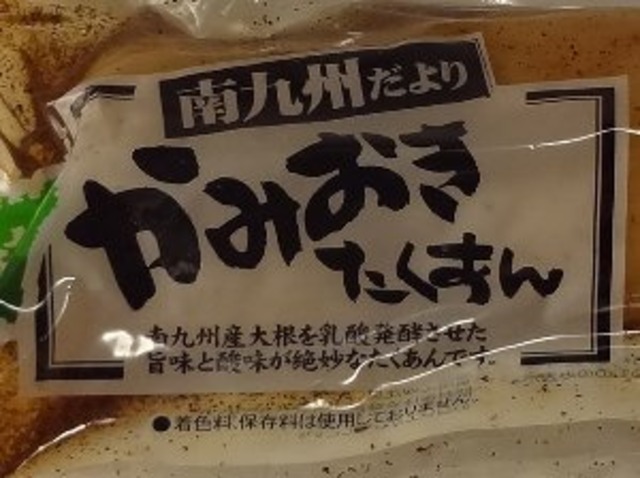 南九州だより
かみおき
たくあん
南九州産大根を乳酸発酵させた
旨味と酸味が絶妙なたくあんです。
●着色料、保存料は使用しておりません。